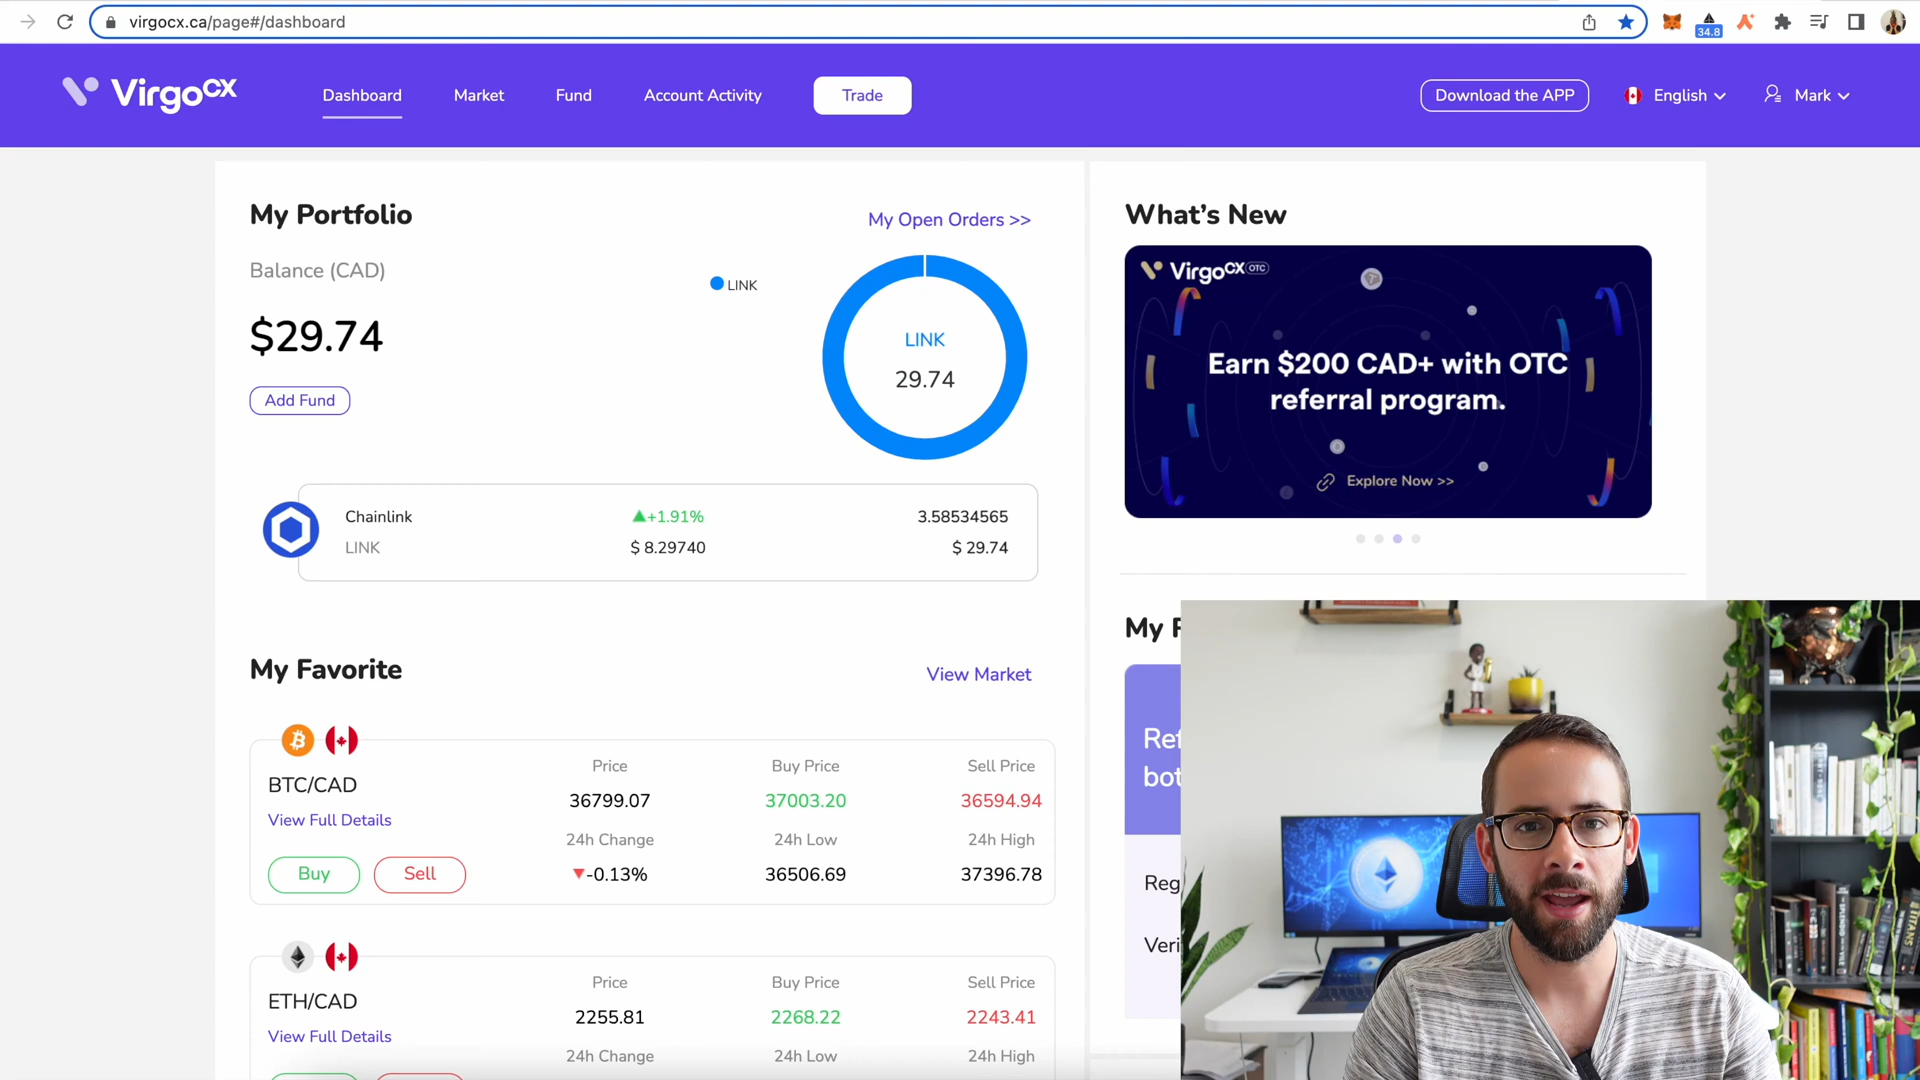 virgocx.ca/page#/dashboard
34.8
VirgoCX
Dashboard
Market
Fund
Account Activity
Trade
Download the APP
English
Mark
My Portfolio
My Open Orders >>
Balance (CAD)
$29.74
Add Fund
LINK
LINK
29.74
Chainlink
+1.91%
3.58534565
LINK
$ 8.29740
$ 29.74
What's New
VirgoCX OTC
Earn $200 CAD+ with OTC
referral program.
Explore Now >>
My Favorite
View Market
BTC/CAD
View Full Details
Buy
Sell
Price
Buy Price
Sell Price
36799.07
37003.20
36594.94
24h Change
24h Low
24h High
-0.13%
36506.69
37396.78
ETH/CAD
View Full Details
Price
Buy Price
Sell Price
2255.81
2268.22
2243.41
24h Change
24h Low
24h High
My